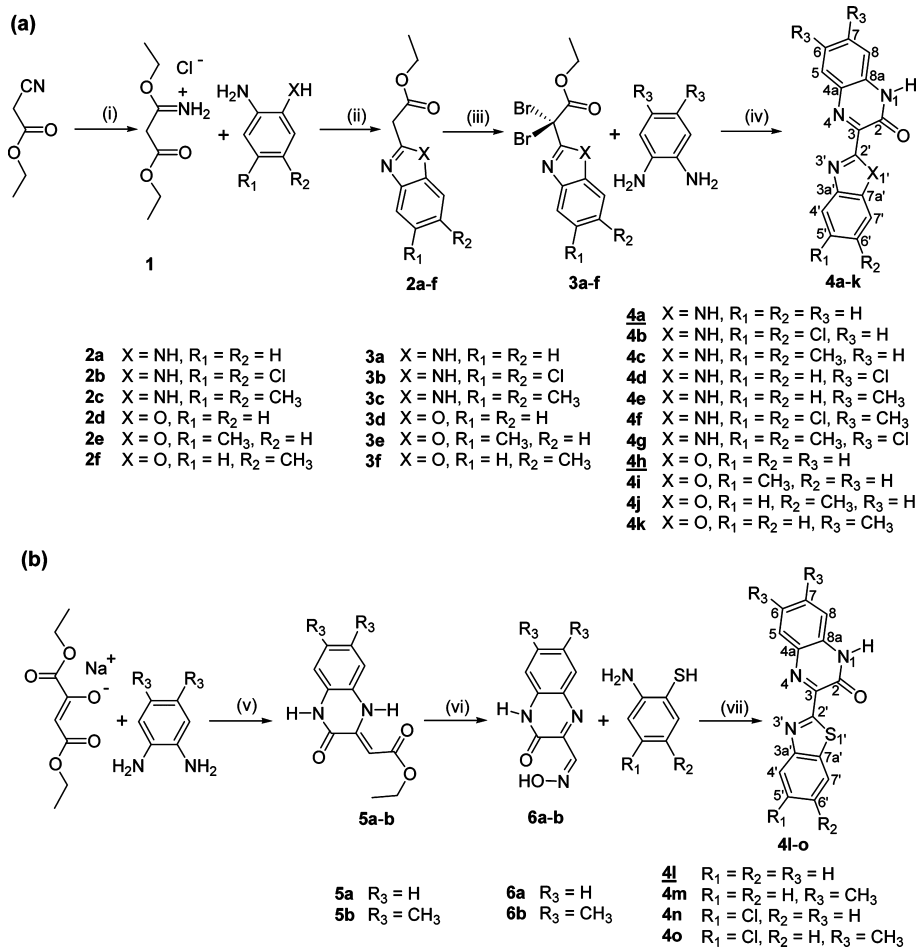 (a)
R3
R3
7
6
8
5
8a
H
4a
N
1
N
4
3
2
O
2'
3'
N
X
1'
3a'
7a'
4'
7'
5'
6'
R1
R2
4a-k
CN
O
O
(i)
O
Cl -
+
NH2
O
O
1
+
NH2
XH
R1
R2
(ii)
O
O
N
X
R2
R1
2a-f
(iii)
O
Br
O
Br
N
X
R2
R1
3a-f
+
R3
R3
NH2
NH2
(iv)
2a X = NH, R1 = R2 = H
2b X = NH, R1 = R2 = Cl
2c X = NH, R1 = R2 = CH3
2d X = O, R1 = R2 = H
2e X = O, R1 = CH3, R2 = H
2f X = O, R1 = H, R2 = CH3
3a X = NH, R1 = R2 = H
3b X = NH, R1 = R2 = Cl
3c X = NH, R1 = R2 = CH3
3d X = O, R1 = R2 = H
3e X = O, R1 = CH3, R2 = H
3f X = O, R1 = H, R2 = CH3
4a X = NH, R1 = R2 = R3 = H
4b X = NH, R1 = R2 = Cl, R3 = H
4c X = NH, R1 = R2 = CH3, R3 = H
4d X = NH, R1 = R2 = H, R3 = Cl
4e X = NH, R1 = R2 = H, R3 = CH3
4f X = NH, R1 = R2 = Cl, R3 = CH3
4g X = NH, R1 = R2 = CH3, R3 = Cl
4h X = O, R1 = R2 = R3 = H
4i X = O, R1 = CH3, R2 = R3 = H
4j X = O, R1 = H, R2 = CH3, R3 = H
4k X = O, R1 = R2 = H, R3 = CH3
(b)
O
Na+
O
O-
O
O
+
R3
R3
NH2
NH2
(v)
R3
R3
H-N
N-H
O
O
O
5a-b
(vi)
R3
R3
H-N
N
O
HO-N
6a-b
+
NH2
SH
R1
R2
(vii)
R3
R3
7
6
8
5
8a
H
4a
N
1
N
4
3
2
O
2'
3'
N
S
1'
3a'
7a'
4'
7'
5'
6'
R1
R2
4l-o
5a R3 = H
5b R3 = CH3
6a R3 = H
6b R3 = CH3
4l R1 = R2 = R3 = H
4m R1 = R2 = H, R3 = CH3
4n R1 = Cl, R2 = R3 = H
4o R1 = Cl, R2 = H, R3 = CH3